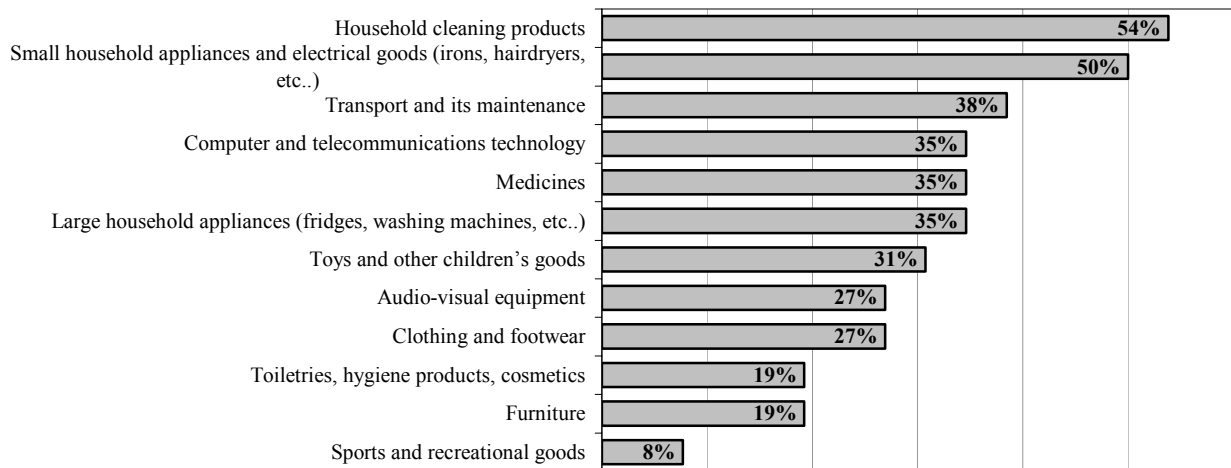 Household cleaning products 54%
Small household appliances and electrical goods (irons, hairdryers,
etc..) 50%
Transport and its maintenance 38%
Computer and telecommunications technology 35%
Medicines 35%
Large household appliances (fridges, washing machines, etc..) 35%
Toys and other children’s goods 31%
Audio-visual equipment 27%
Clothing and footwear 27%
Toiletries, hygiene products, cosmetics 19%
Furniture 19%
Sports and recreational goods 8%